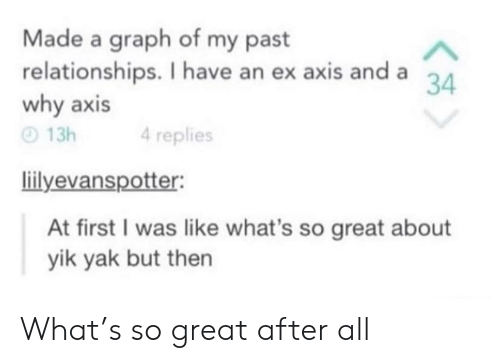 Made a graph of my past
relationships. I have an ex axis and a
why axis
34
13h 4 replies
liilyevanspotter:
At first I was like what's so great about
yik yak but then
What's so great after all